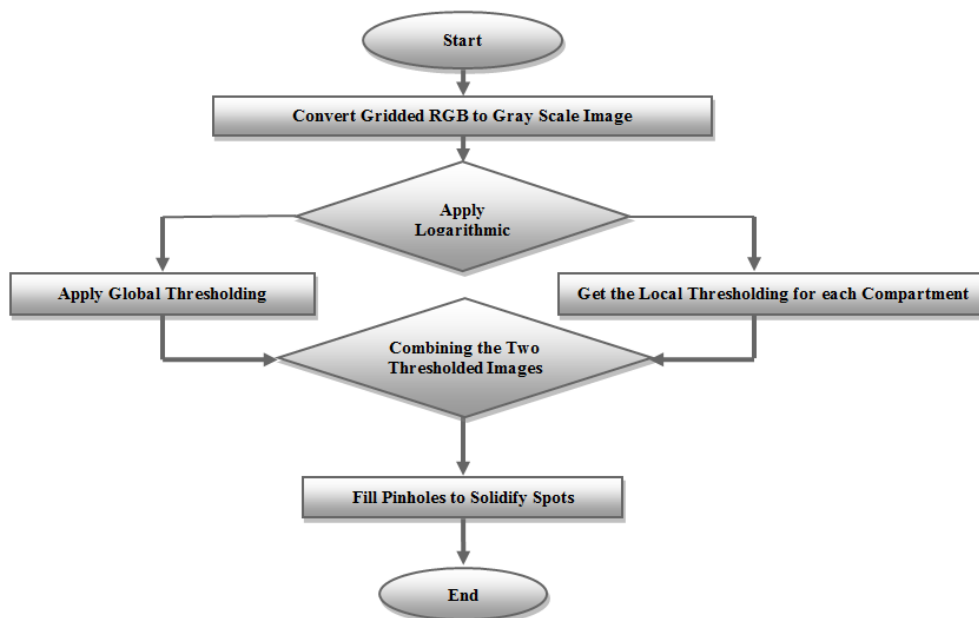 Start
Convert Gridded RGB to Gray Scale Image
Apply
Logarithmic
Apply Global Thresholding
Get the Local Thresholding for each Compartment
Combining the Two
Thresholded Images
Fill Pinholes to Solidify Spots
End